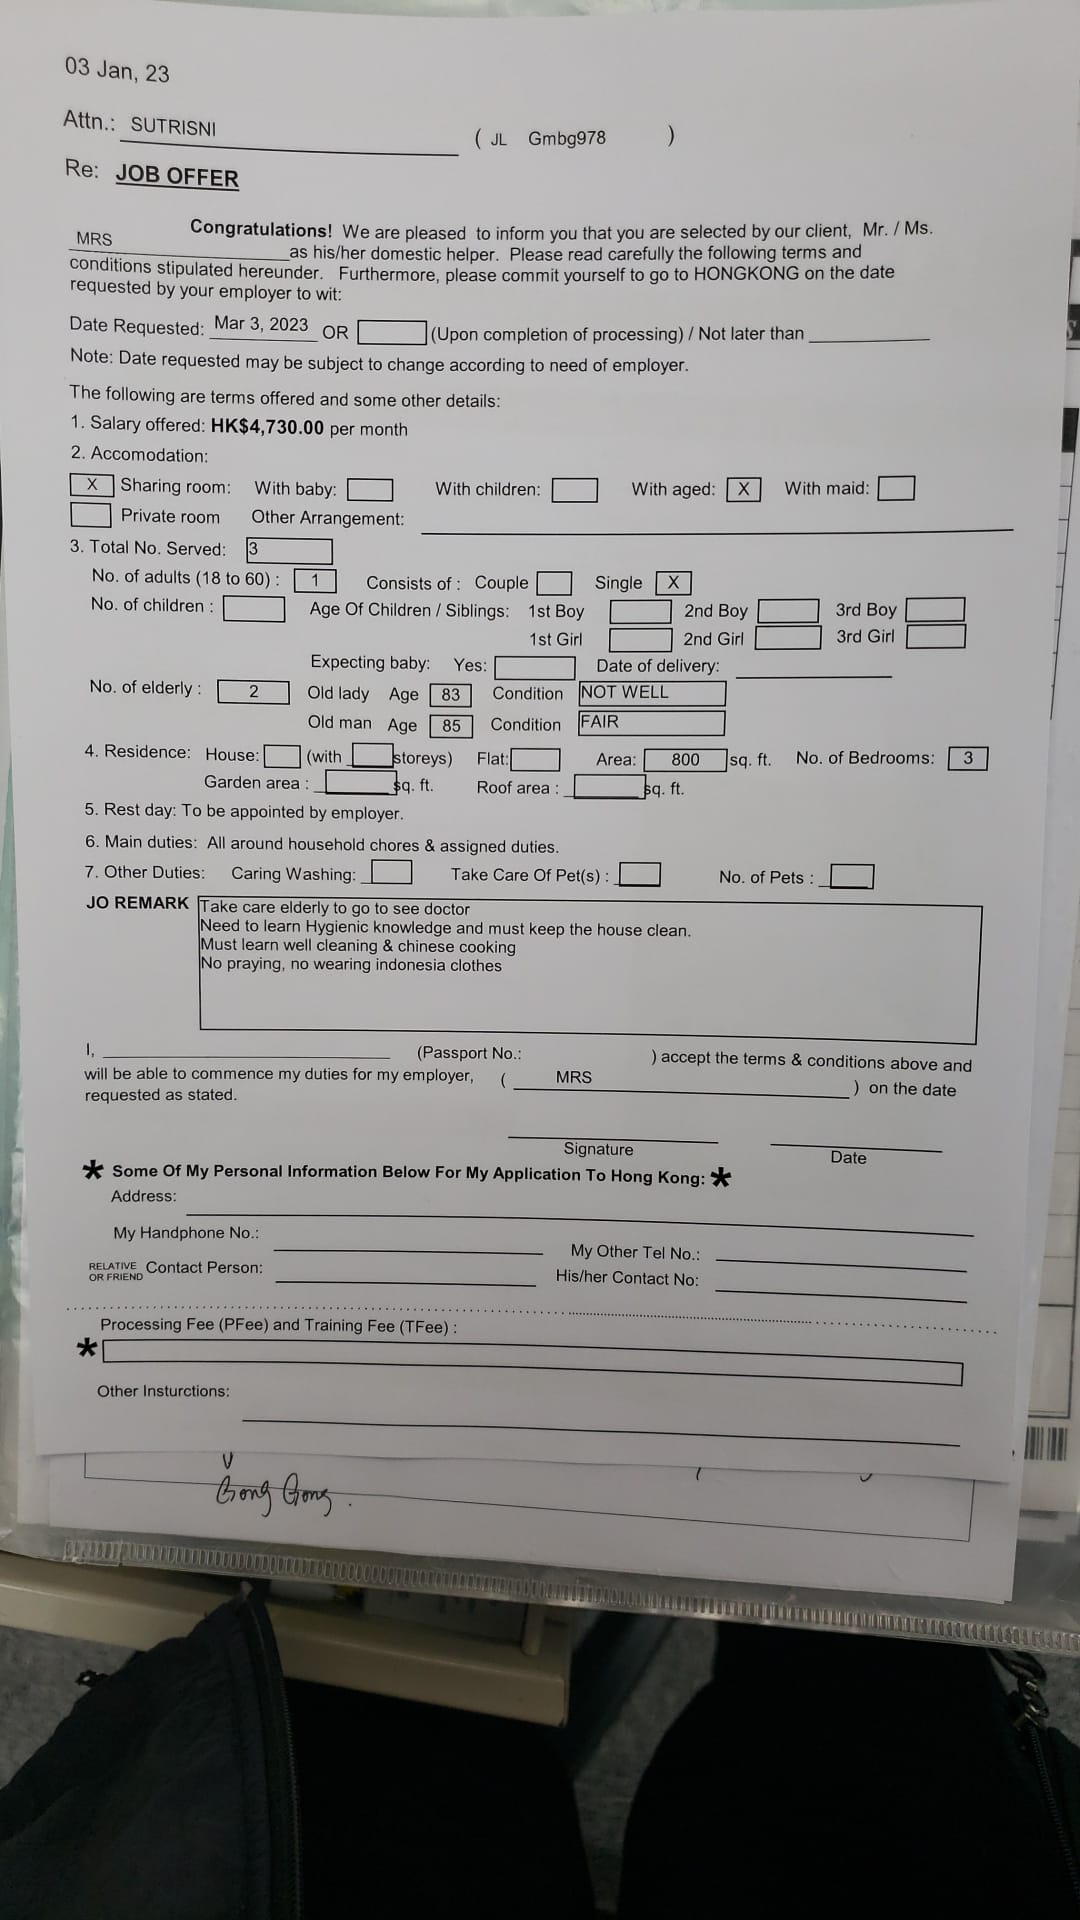 03 Jan, 23
Attn.: SUTRISNI ( JL Gmbg978 )
Re: JOB OFFER
Congratulations! We are pleased to inform you that you are selected by our client, Mr. / Ms.
MRS as his/her domestic helper. Please read carefully the following terms and
conditions stipulated hereunder. Furthermore, please commit yourself to go to HONGKONG on the date
requested by your employer to wit:
Date Requested: Mar 3, 2023 OR (Upon completion of processing) / Not later than
Note: Date requested may be subject to change according to need of employer.
The following are terms offered and some other details:
1. Salary offered: HK$4,730.00 per month
2. Accomodation:
X Sharing room: With baby: With children: With aged: X With maid:
Private room Other Arrangement:
3. Total No. Served: 3
No. of adults (18 to 60) : 1 Consists of : Couple Single X
No. of children : Age Of Children / Siblings: 1st Boy 2nd Boy 3rd Boy
1st Girl 2nd Girl 3rd Girl
Expecting baby: Yes: Date of delivery:
No. of elderly : 2 Old lady Age 83 Condition NOT WELL
Old man Age 85 Condition FAIR
4. Residence: House: (with storeys) Flat: Area: 800 sq. ft. No. of Bedrooms: 3
Garden area : sq. ft. Roof area : sq. ft.
5. Rest day: To be appointed by employer.
6. Main duties: All around household chores & assigned duties.
7. Other Duties: Caring Washing: Take Care Of Pet(s) : No. of Pets :
JO REMARK Take care elderly to go to see doctor
Need to learn Hygienic knowledge and must keep the house clean.
Must learn well cleaning & chinese cooking
No praying, no wearing indonesia clothes
I, (Passport No.: ) accept the terms & conditions above and
will be able to commence my duties for my employer, ( MRS ) on the date
requested as stated.
Signature Date
* Some Of My Personal Information Below For My Application To Hong Kong: *
Address:
My Handphone No.: My Other Tel No.:
RELATIVE OR FRIEND Contact Person: His/her Contact No:
Processing Fee (PFee) and Training Fee (TFee) :
*
Other Insturctions:
Gong Gong .